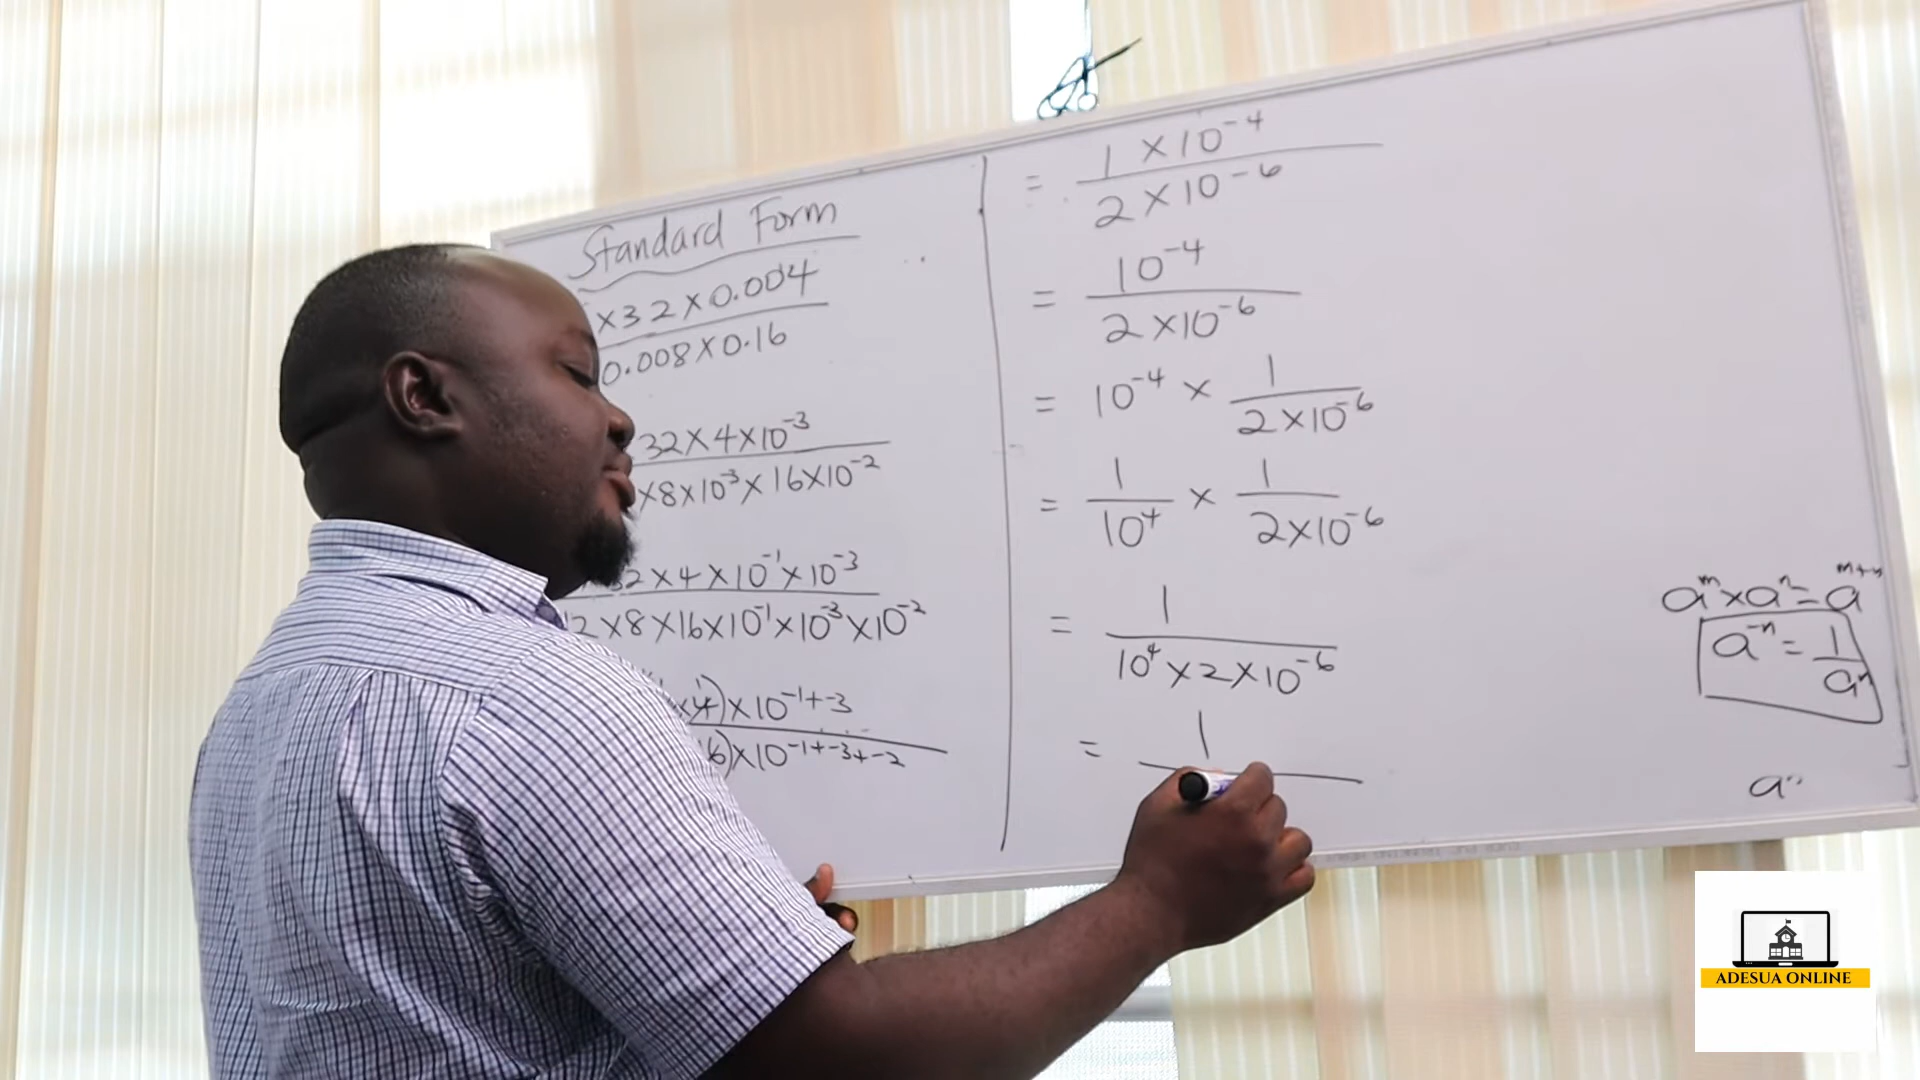 Standard Form
×32×0.004
0.008×0.16
32×4×10⁻³
×8×10⁻³×16×10⁻²
2×4×10⁻¹×10⁻³
2×8×16×10⁻¹×10⁻³×10⁻²
×4)×10⁻¹⁺⁻³
16)×10⁻¹⁺⁻³⁺⁻²
= 1×10⁻⁴
2×10⁻⁶
= 10⁻⁴
2×10⁻⁶
= 10⁻⁴ × 1
2×10⁻⁶
= 1 × 1
10⁴ 2×10⁻⁶
= 1
10⁴×2×10⁻⁶
= 1
aᵐ×aⁿ=aᵐ⁺ⁿ
a⁻ⁿ = 1
aⁿ
ADESUA ONLINE